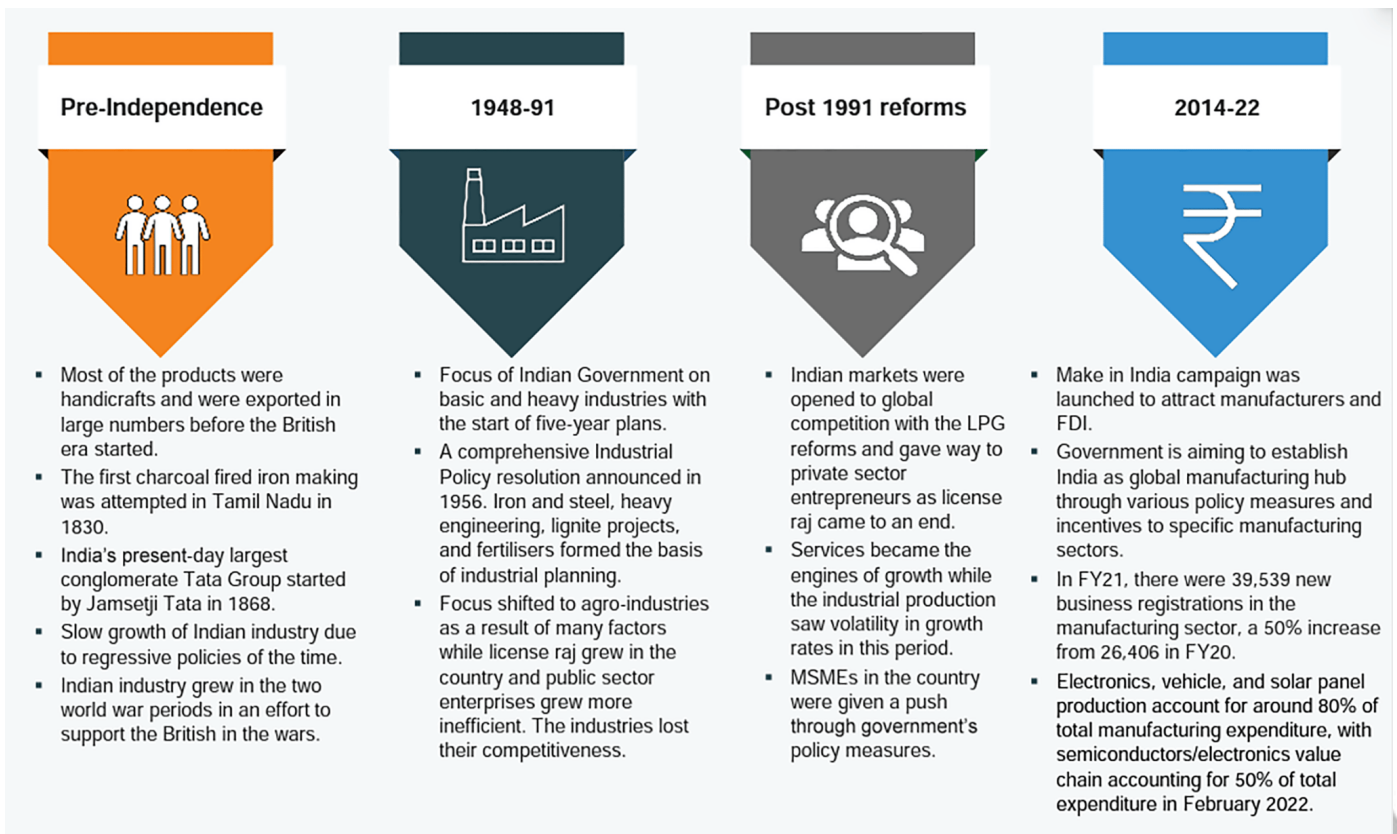 Pre-Independence
Most of the products were
handicrafts and were exported in
large numbers before the British
era started.
The first charcoal fired iron making
was attempted in Tamil Nadu in
1830.
India's present-day largest
conglomerate Tata Group started
by Jamsetji Tata in 1868.
Slow growth of Indian industry due
to regressive policies of the time.
Indian industry grew in the two
world war periods in an effort to
support the British in the wars.
1948-91
Focus of Indian Government on
basic and heavy industries with
the start of five-year plans.
A comprehensive Industrial
Policy resolution announced in
1956. Iron and steel, heavy
engineering, lignite projects,
and fertilisers formed the basis
of industrial planning.
Focus shifted to agro-industries
as a result of many factors
while license raj grew in the
country and public sector
enterprises grew more
inefficient. The industries lost
their competitiveness.
Post 1991 reforms
Indian markets were
opened to global
competition with the LPG
reforms and gave way to
private sector
entrepreneurs as license
raj came to an end.
Services became the
engines of growth while
the industrial production
saw volatility in growth
rates in this period.
MSMEs in the country
were given a push
through government's
policy measures.
2014-22
Make in India campaign was
launched to attract manufacturers and
FDI.
Government is aiming to establish
India as global manufacturing hub
through various policy measures and
incentives to specific manufacturing
sectors.
In FY21, there were 39,539 new
business registrations in the
manufacturing sector, a 50% increase
from 26,406 in FY20.
Electronics, vehicle, and solar panel
production account for around 80% of
total manufacturing expenditure, with
semiconductors/electronics value
chain accounting for 50% of total
expenditure in February 2022.